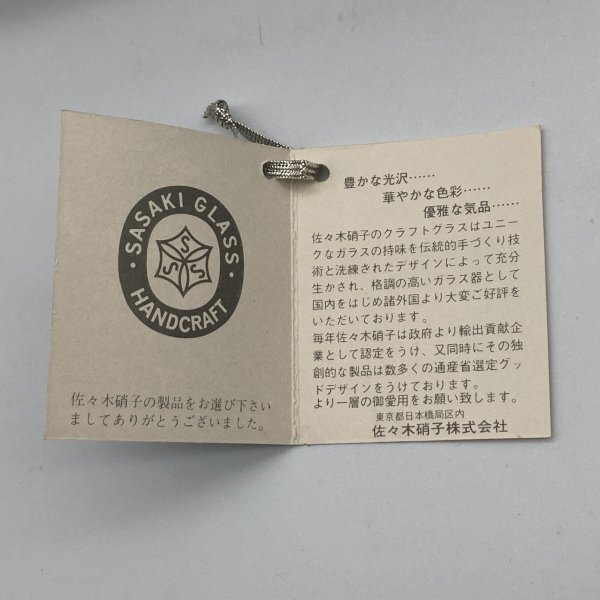 SASAKI GLASS
HANDCRAFT
S
S S
佐々木硝子の製品をお選び下さい
ましてありがとうございました。
豊かな光沢……
華やかな色彩……
優雅な気品……
佐々木硝子のクラフトグラスはユニー
クなガラスの持味を伝統的手づくり技
術と洗練されたデザインによって充分
生かされ、格調の高いガラス器として
国内をはじめ諸外国より大変ご好評を
いただいております。
毎年佐々木硝子は政府より輸出貢献企
業として認定をうけ、又同時にその独
創的な製品は数多くの通産省選定グッ
ドデザインをうけております。
より一層の御愛用をお願い致します。
東京都日本橋局区内
佐々木硝子株式会社